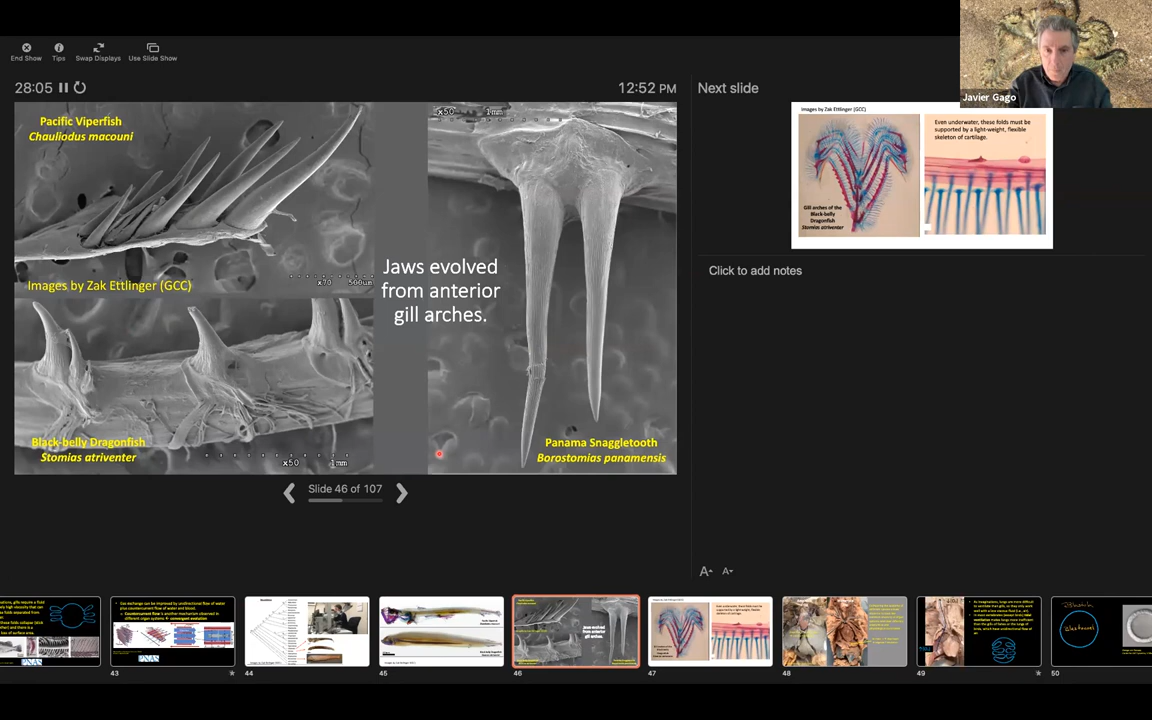 End Show
Tips
Swap Displays
Use Slide Show
28:05
12:52 PM
Next slide
Javier Gago
Pacific Viperfish
Chauliodus macouni
x70 500um
Images by Zak Ettlinger (GCC)
Black-belly Dragonfish
Stomias atriventer
x50 1mm
Jaws evolved
from anterior
gill arches.
x50 1mm
Panama Snaggletooth
Borostomias panamensis
Images by Zak Ettlinger (GCC)
Gill arches of the
Black-belly
Dragonfish
Stomias atriventer
Even underwater, these folds must be
supported by a light-weight, flexible
skeleton of cartilage.
Click to add notes
Slide 46 of 107
A
A
PNAS
43
PNAS
44
45
46
47
48
49
50